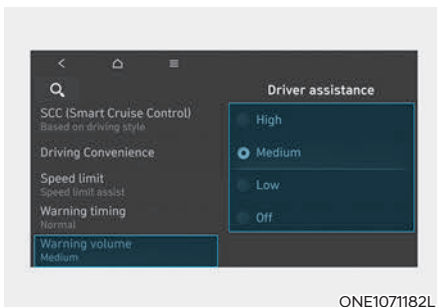 Driver assistance
SCC (Smart Cruise Control)
Based on driving style
Driving Convenience
Speed limit
Speed limit assist
Warning timing
Normal
Warning volume
Medium
High
Medium
Low
Off
ONE1071182L